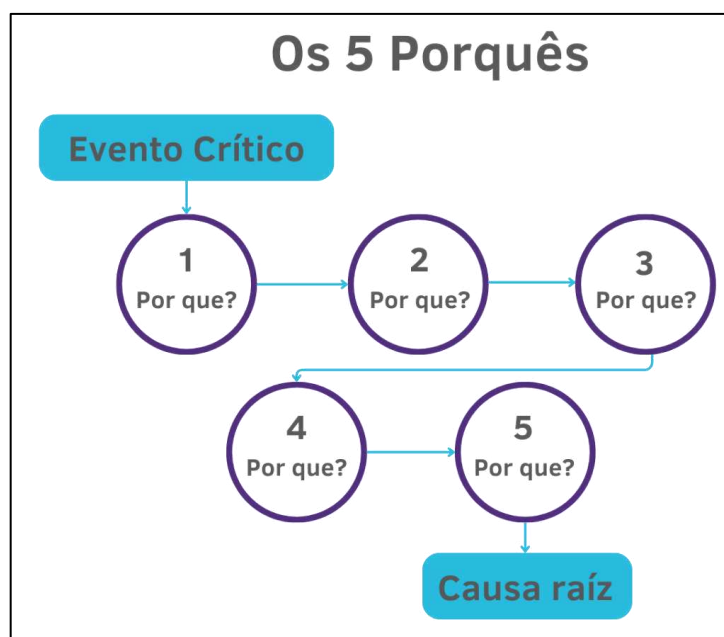 Os 5 Porquês
Evento Crítico
1
Por que?
2
Por que?
3
Por que?
4
Por que?
5
Por que?
Causa raíz